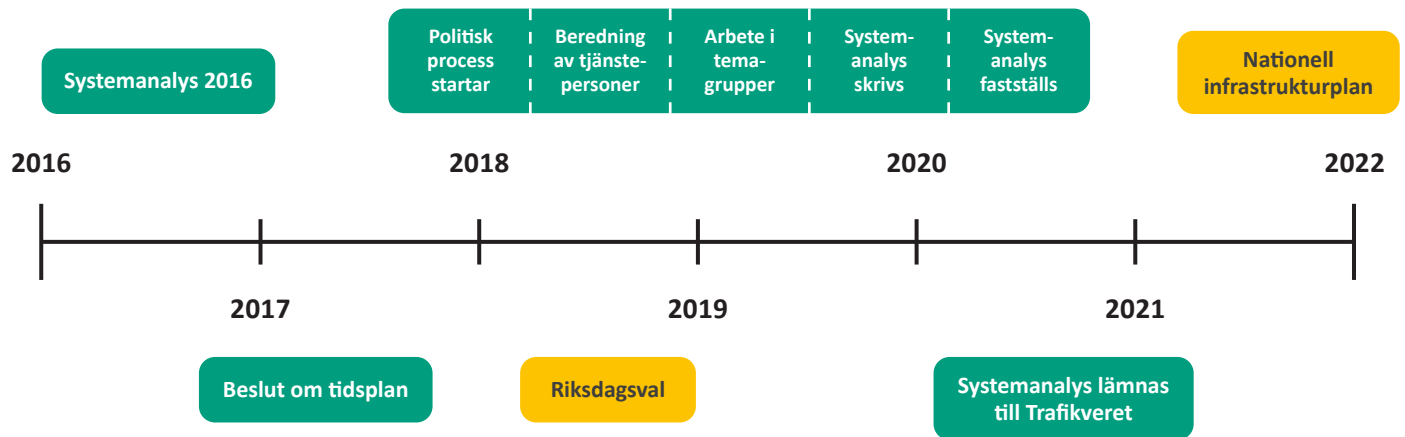 Systemanalys 2016
Politisk
process
startar
Beredning
av tjänste-
personer
Arbete i
tema-
grupper
System-
analys
skrivs
System-
analys
fastställs
Nationell
infrastrukturplan
2016
2018
2020
2022
2017
2019
2021
Beslut om tidsplan
Riksdagsval
Systemanalys lämnas
till Trafikveret